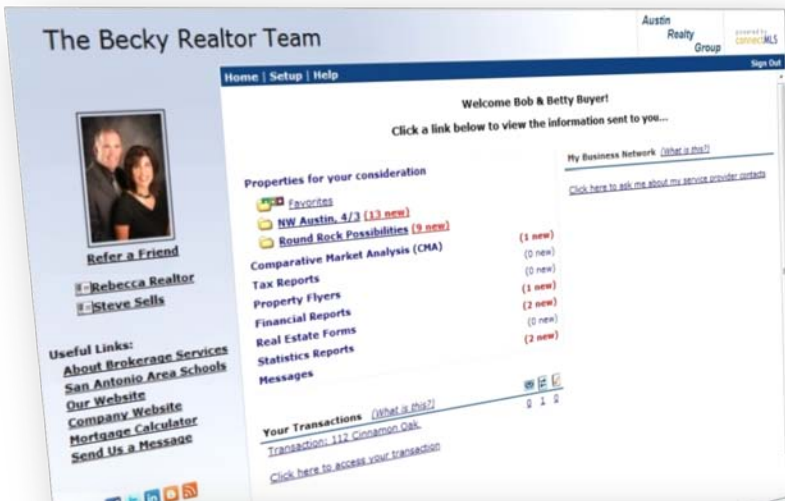 The Becky Realtor Team
Austin
Realty
Group
powered by
connectMLS
Home | Setup | Help
Sign Out
Refer a Friend
Rebecca Realtor
Steve Sells
Useful Links:
About Brokerage Services
San Antonio Area Schools
Our Website
Company Website
Mortgage Calculator
Send Us a Message
Welcome Bob & Betty Buyer!
Click a link below to view the information sent to you...
Properties for your consideration
Favorites
NW Austin, 4/3 (13 new)
Round Rock Possibilities (9 new)
Comparative Market Analysis (CMA) (1 new)
Tax Reports (0 new)
Property Flyers (0 new)
Financial Reports (1 new)
Real Estate Forms (2 new)
Statistics Reports (0 new)
Messages (2 new)
Your Transactions (What is this?)
Transaction: 112 Cinnamon Oak,
0 1 0
Click here to access your transaction
My Business Network (What is this?)
Click here to ask me about my service provider contacts